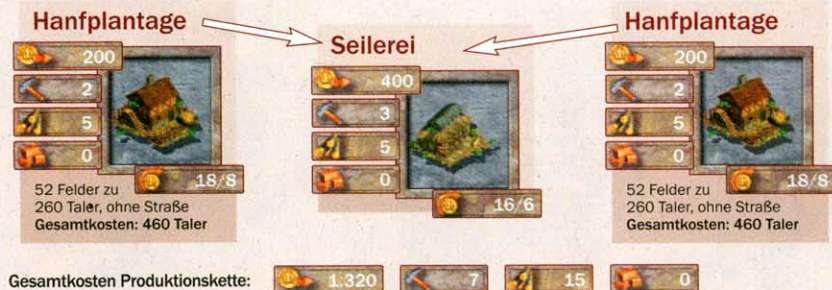 Hanfplantage
200
2
5
0
18/8
52 Felder zu
260 Taler, ohne Straße
Gesamtkosten: 460 Taler
Seilerei
400
3
5
0
16/6
Hanfplantage
200
2
5
0
18/8
52 Felder zu
260 Taler, ohne Straße
Gesamtkosten: 460 Taler
Gesamtkosten Produktionskette: 1.320 7 15 0